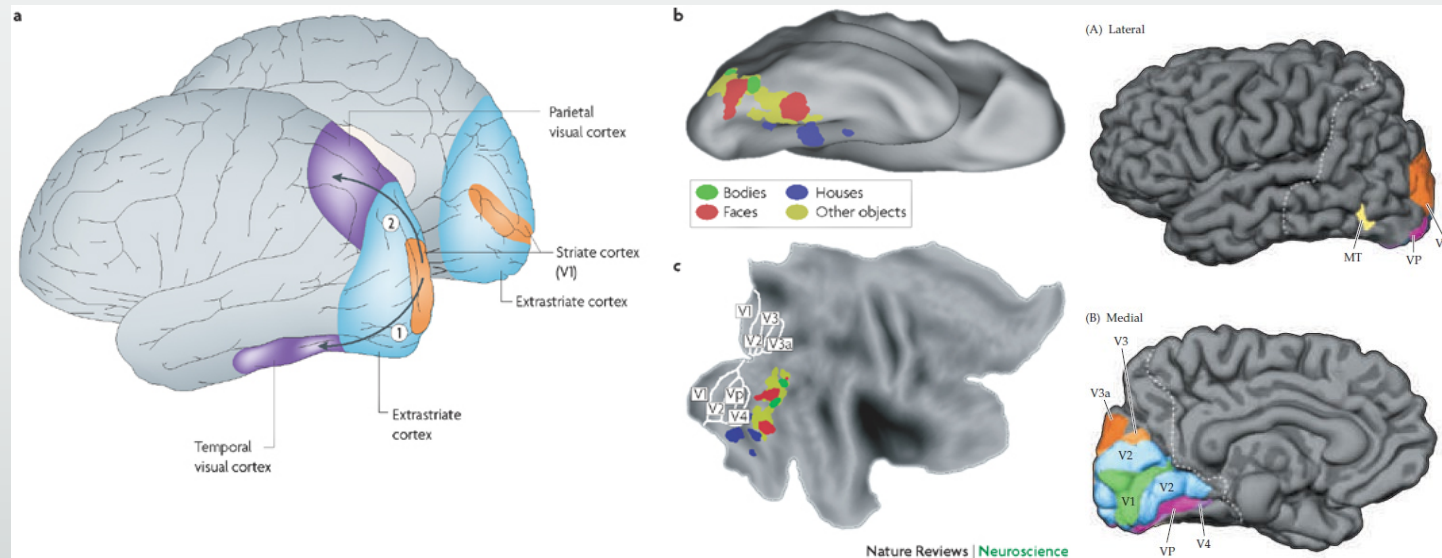 a
Parietal
visual cortex
2
Striate cortex
(V1)
Extrastriate cortex
1
Extrastriate
cortex
Temporal
visual cortex
b
Bodies
Houses
Faces
Other objects
c
V1
V3
V2
V3a
V1
Vp
V2
V4
Nature Reviews | Neuroscience
(A) Lateral
MT
VP
(B) Medial
V3
V3a
V2
V1
V2
VP
V4